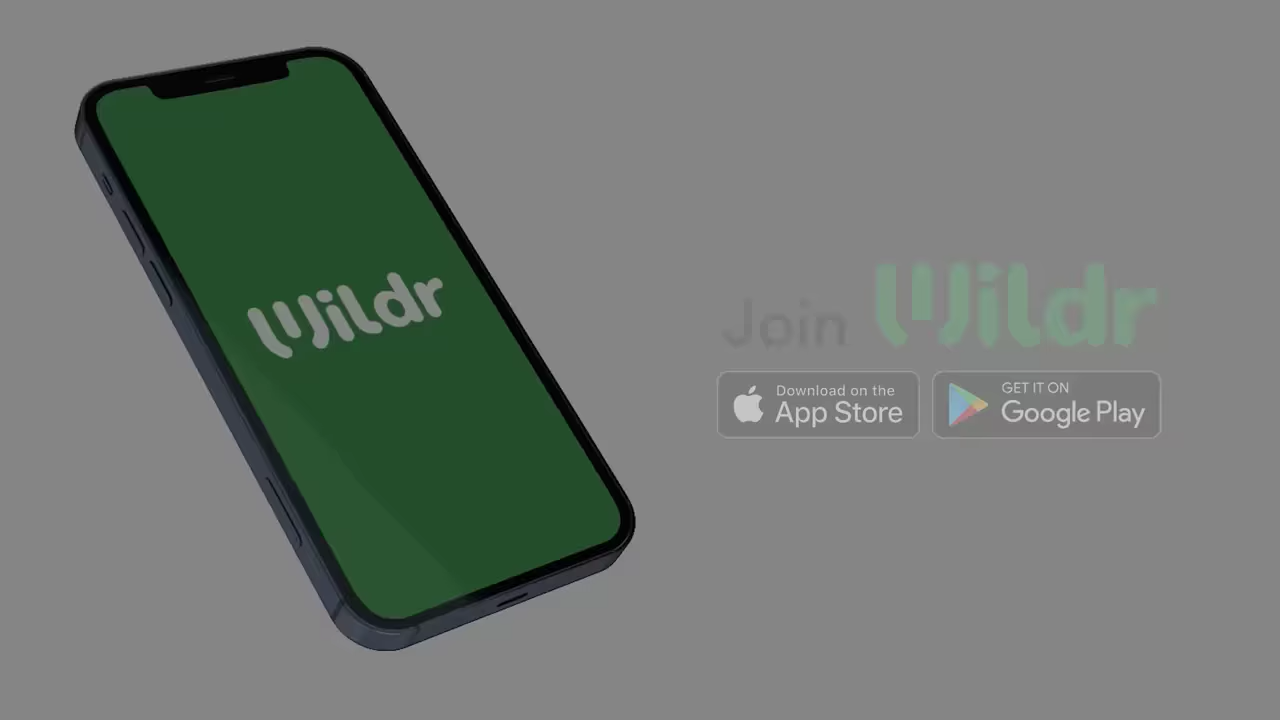 Wildr
Join Wildr
Download on the
App Store
GET IT ON
Google Play